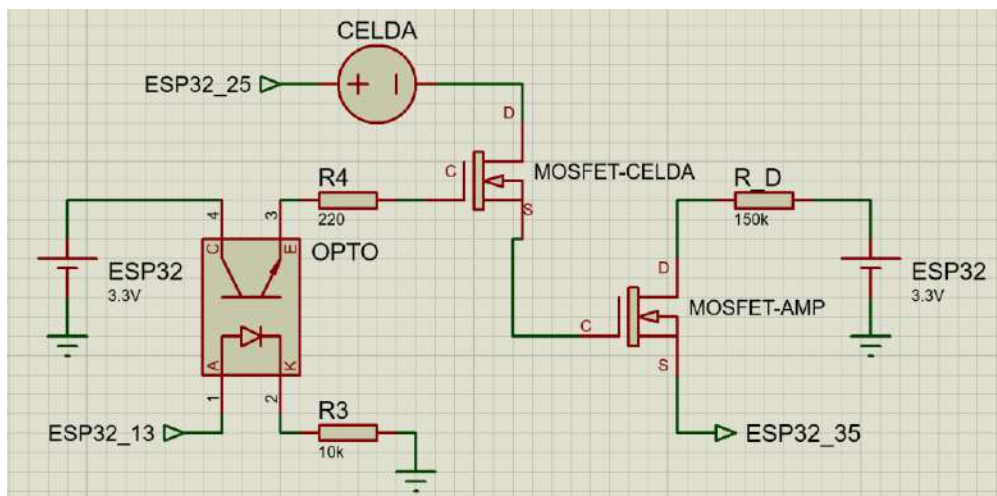 CELDA
ESP32_25
+ −
D
C
MOSFET-CELDA
S
R4
220
R_D
150k
4
3
C
E
OPTO
ESP32
3.3V
D
ESP32
3.3V
MOSFET-AMP
C
S
A
K
1
2
R3
10k
ESP32_13
ESP32_35